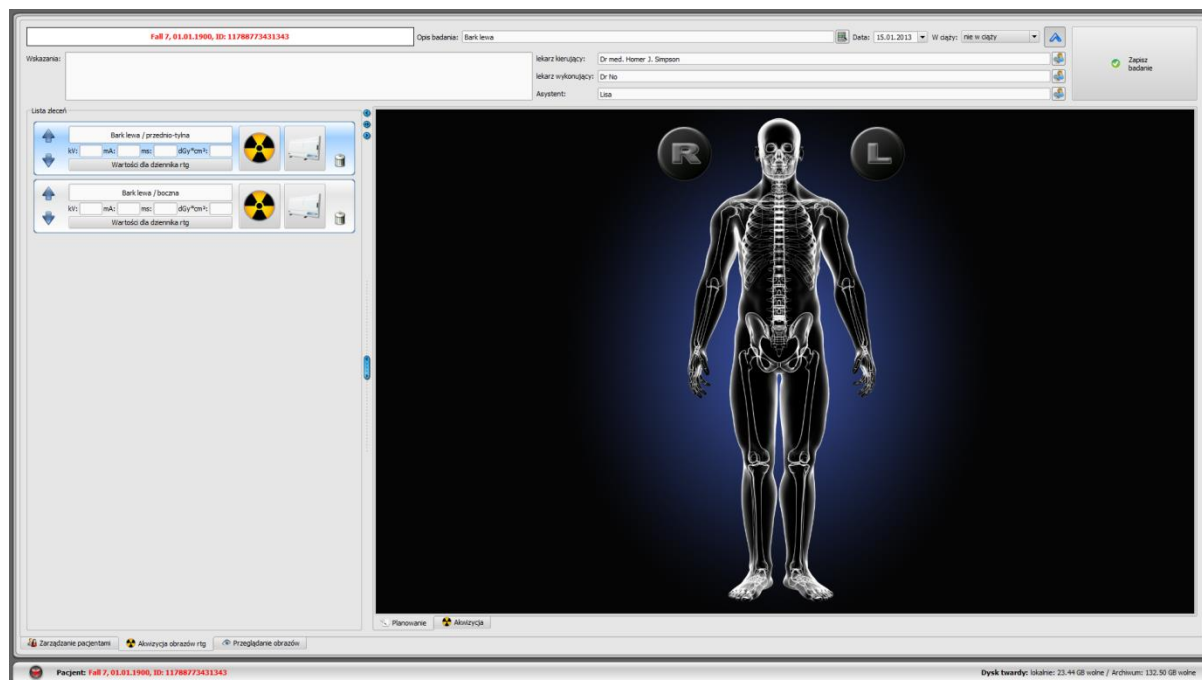 Fall 7, 01.01.1900, ID: 11788773431343
Opis badania: Bark lewa
Data: 15.01.2013
W ciąży: nie w ciąży
Wskazania:
lekarz kierujący: Dr med. Homer J. Simpson
lekarz wykonujący: Dr No
Asystent: Lisa
Zapisz
badanie
Lista zleceń
Bark lewa / przednio-tylna
kV: mA: ms: dGy*cm²:
Wartości dla dziennika rtg
Bark lewa / boczna
kV: mA: ms: dGy*cm²:
Wartości dla dziennika rtg
R
L
Planowanie
Akwizycja
Zarządzanie pacjentami
Akwizycja obrazów rtg
Przeglądanie obrazów
Pacjent: Fall 7, 01.01.1900, ID: 11788773431343
Dysk twardy: lokalnie: 23.44 GB wolne / Archiwum: 132.50 GB wolne